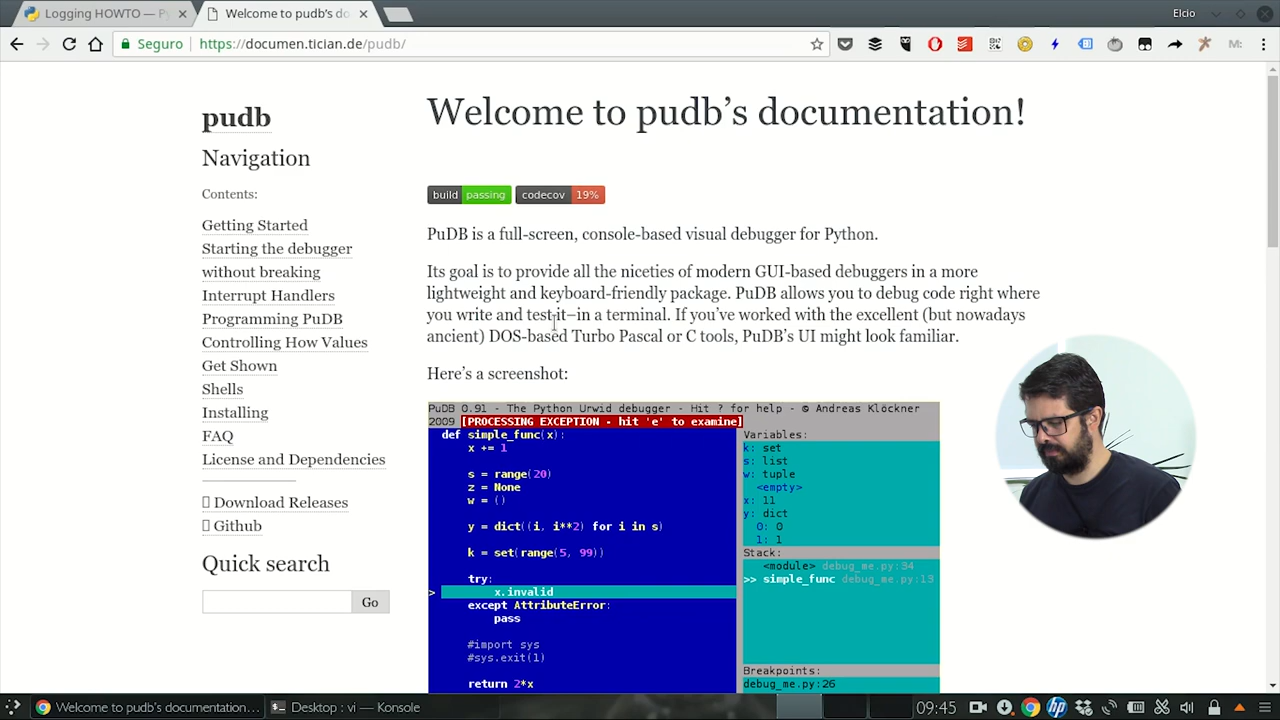 Logging HOWTO — P
Welcome to pudb's do
Elcio
Seguro
https://documen.tician.de/pudb/
pudb
Navigation
Contents:
Getting Started
Starting the debugger
without breaking
Interrupt Handlers
Programming PuDB
Controlling How Values
Get Shown
Shells
Installing
FAQ
License and Dependencies
Download Releases
Github
Quick search
Go
Welcome to pudb's documentation!
build passing
codecov 19%
PuDB is a full-screen, console-based visual debugger for Python.
Its goal is to provide all the niceties of modern GUI-based debuggers in a more
lightweight and keyboard-friendly package. PuDB allows you to debug code right where
you write and test it–in a terminal. If you've worked with the excellent (but nowadays
ancient) DOS-based Turbo Pascal or C tools, PuDB's UI might look familiar.
Here's a screenshot:
PuDB 0.91 - The Python Urwid debugger - Hit ? for help - © Andreas Klöckner
2009 [PROCESSING EXCEPTION - hit 'e' to examine]
def simple_func(x):
x += 1
s = range(20)
z = None
w = ()
y = dict((i, i**2) for i in s)
k = set(range(5, 99))
try:
> x.invalid
except AttributeError:
pass
#import sys
#sys.exit(1)
return 2*x
Variables:
k: set
s: list
w: tuple
<empty>
x: 11
y: dict
0: 0
1: 1
Stack:
<module> debug_me.py:34
>> simple_func debug_me.py:13
Breakpoints:
debug_me.py:26
Welcome to pudb's documentation...
Desktop : vi — Konsole
09:45
hp